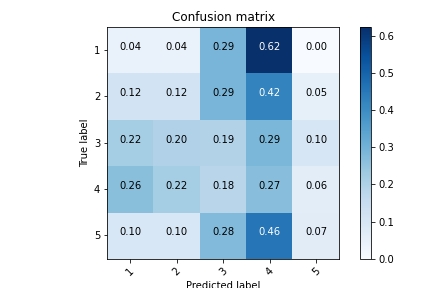 Confusion matrix
1 0.04 0.04 0.29 0.62 0.00
2 0.12 0.12 0.29 0.42 0.05
3 0.22 0.20 0.19 0.29 0.10
4 0.26 0.22 0.18 0.27 0.06
5 0.10 0.10 0.28 0.46 0.07
1 2 3 4 5
True label
Predicted label
0.6
0.5
0.4
0.3
0.2
0.1
0.0